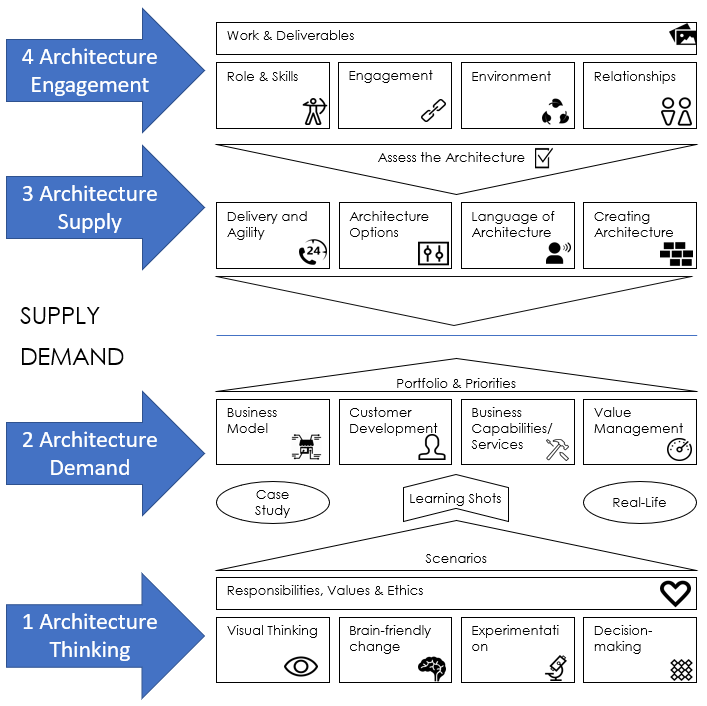 4 Architecture
Engagement
Work & Deliverables
Role & Skills
Engagement
Environment
Relationships
Assess the Architecture
3 Architecture
Supply
Delivery and
Agility
24
Architecture
Options
Language of
Architecture
Creating
Architecture
SUPPLY
DEMAND
Portfolio & Priorities
2 Architecture
Demand
Business
Model
Customer
Development
Business
Capabilities/
Services
Value
Management
Case
Study
Learning Shots
Real-Life
Scenarios
1 Architecture
Thinking
Responsibilities, Values & Ethics
Visual Thinking
Brain-friendly
change
Experimentati
on
Decision-
making